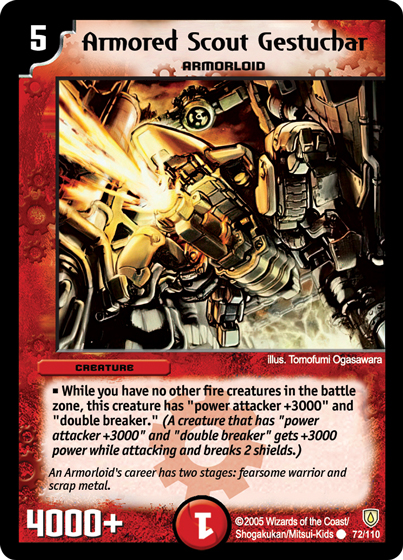 5
Armored Scout Gestuchar
ARMORLOID
illus. Tomofumi Ogasawara
CREATURE
▪ While you have no other fire creatures in the battle
zone, this creature has "power attacker +3000" and
"double breaker." (A creature that has "power
attacker +3000" and "double breaker" gets +3000
power while attacking and breaks 2 shields.)
An Armorloid's career has two stages: fearsome warrior and
scrap metal.
4000+
1
©2005 Wizards of the Coast/
Shogakukan/Mitsui-Kids ● 72/110